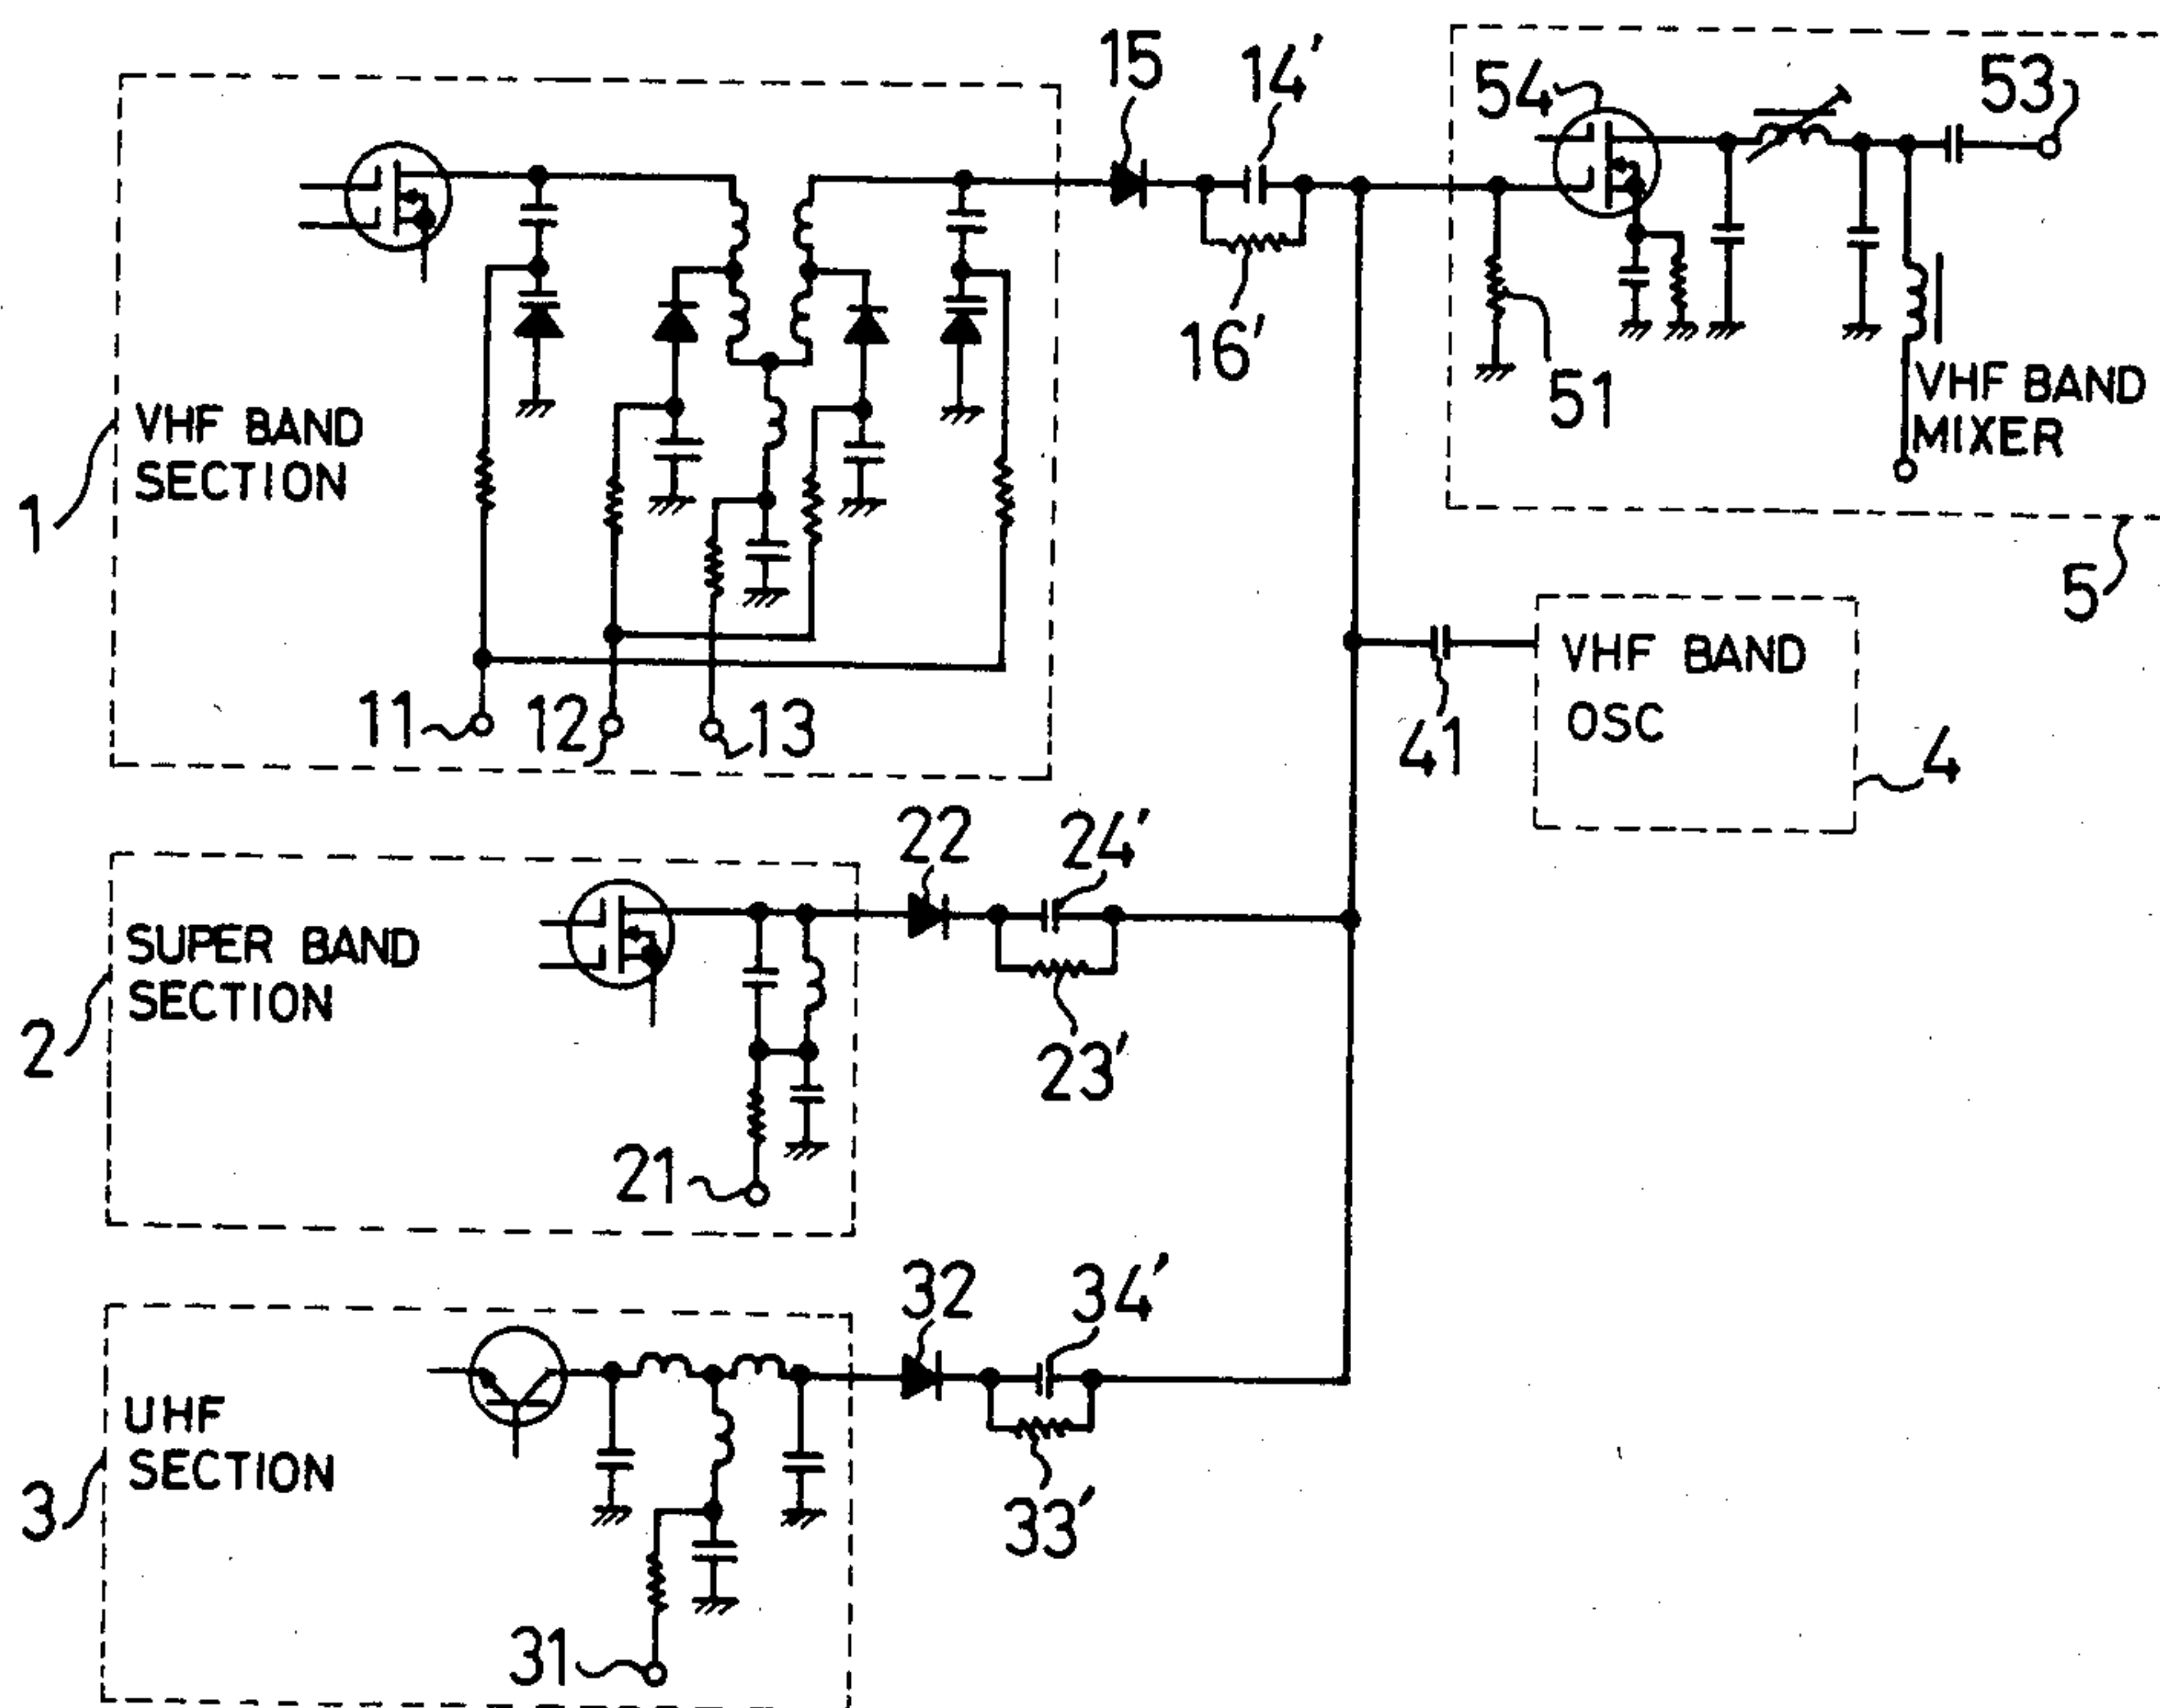 15
14′
54
53
16′
51
VHF BAND
MIXER
VHF BAND
SECTION
1
5
VHF BAND
OSC
11
12
13
41
4
22
24′
SUPER BAND
SECTION
2
23′
21
32
34′
UHF
SECTION
3
33′
31